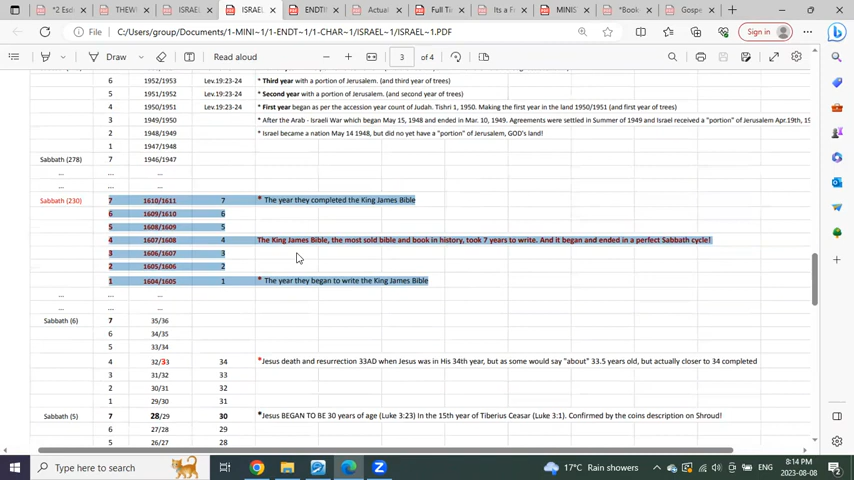 *2 Esd
THEW
ISRAEL
ISRAEL
ENDTI
Actual
Full Ti
Its a Fr
MINIS
*Book
Gospe
C:/Users/group/Documents/1-MINI~1/1-ENDT~1/1-CHAR~1/ISRAEL~1/ISRAEL~1.PDF
Sign in
Draw
Read aloud
3 of 4
6 1952/1953 Lev.19:23-24 * Third year with a portion of Jerusalem. (and third year of trees)
5 1951/1952 Lev.19:23-24 * Second year with a portion of Jerusalem. (and second year of trees)
4 1950/1951 Lev.19:23-24 * First year began as per the accession year count of Judah. Tishri 1, 1950. Making the first year in the land 1950/1951 (and first year of trees)
3 1949/1950 * After the Arab - Israeli War which began May 15, 1948 and ended in Mar. 10, 1949. Agreements were settled in Summer of 1949 and Israel received a "portion" of Jerusalem Apr.19th, 19
2 1948/1949 * Israel became a nation May 14 1948, but did no yet have a "portion" of Jerusalem, GOD's land!
1 1947/1948
Sabbath (278) 7 1946/1947
... ... ...
... ... ...
Sabbath (230) 7 1610/1611 7 * The year they completed the King James Bible
6 1609/1610 6
5 1608/1609 5
4 1607/1608 4 The King James Bible, the most sold bible and book in history, took 7 years to write. And it began and ended in a perfect Sabbath cycle!
3 1606/1607 3
2 1605/1606 2
1 1604/1605 1 * The year they began to write the King James Bible
... ... ...
... ... ...
Sabbath (6) 7 35/36
6 34/35
5 33/34
4 32/33 34 *Jesus death and resurrection 33AD when Jesus was in His 34th year, but as some would say "about" 33.5 years old, but actually closer to 34 completed
3 31/32 33
2 30/31 32
1 29/30 31
Sabbath (5) 7 28/29 30 *Jesus BEGAN TO BE 30 years of age (Luke 3:23) In the 15th year of Tiberius Ceasar (Luke 3:1). Confirmed by the coins description on Shroud!
6 27/28 29
5 26/27 28
Type here to search
17°C Rain showers
ENG
8:14 PM
2023-08-08